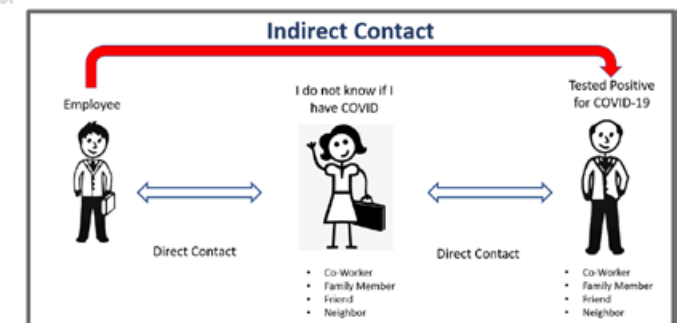 Indirect Contact
Employee
I do not know if I
have COVID
Tested Positive
for COVID-19
Direct Contact
Direct Contact
• Co-Worker
• Family Member
• Friend
• Neighbor
• Co-Worker
• Family Member
• Friend
• Neighbor